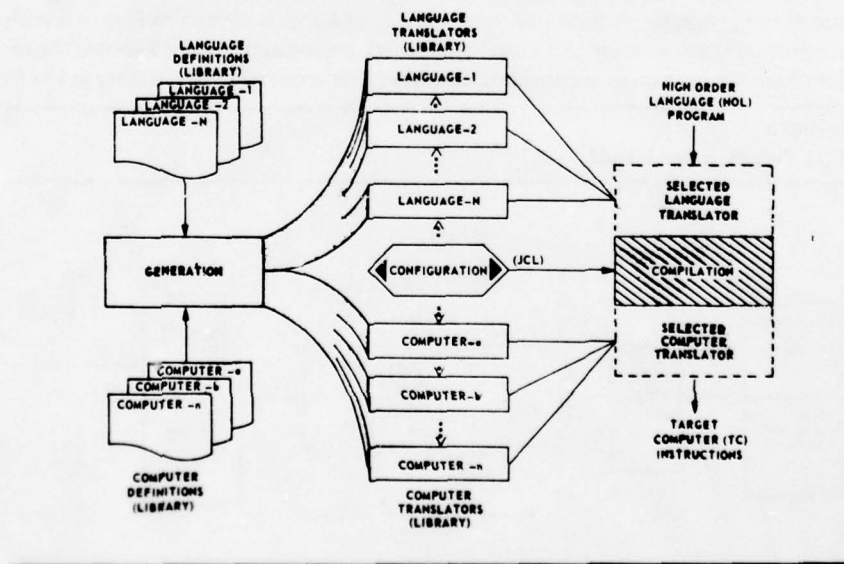 LANGUAGE
DEFINITIONS
(LIBRARY)
LANGUAGE -1
LANGUAGE -2
LANGUAGE -N
GENERATION
COMPUTER -a
COMPUTER -b
COMPUTER -n
COMPUTER
DEFINITIONS
(LIBRARY)
LANGUAGE
TRANSLATORS
(LIBRARY)
LANGUAGE-1
LANGUAGE-2
LANGUAGE-N
CONFIGURATION
(JCL)
COMPUTER-a
COMPUTER-b
COMPUTER -n
COMPUTER
TRANSLATORS
(LIBRARY)
HIGH ORDER
LANGUAGE (HOL)
PROGRAM
SELECTED
LANGUAGE
TRANSLATOR
COMPILATION
SELECTED
COMPUTER
TRANSLATOR
TARGET
COMPUTER (TC)
INSTRUCTIONS